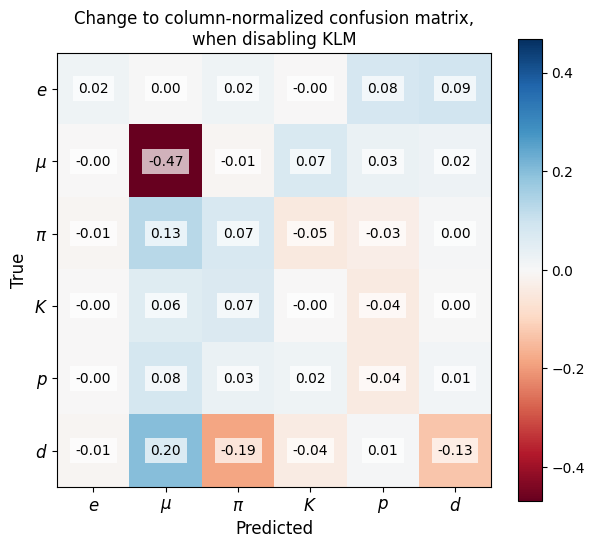 Change to column-normalized confusion matrix,
when disabling KLM
e 0.02 0.00 0.02 -0.00 0.08 0.09
μ -0.00 -0.47 -0.01 0.07 0.03 0.02
π -0.01 0.13 0.07 -0.05 -0.03 0.00
K -0.00 0.06 0.07 -0.00 -0.04 0.00
p -0.00 0.08 0.03 0.02 -0.04 0.01
d -0.01 0.20 -0.19 -0.04 0.01 -0.13
e μ π K p d
Predicted
True
0.4
0.2
0.0
−0.2
−0.4